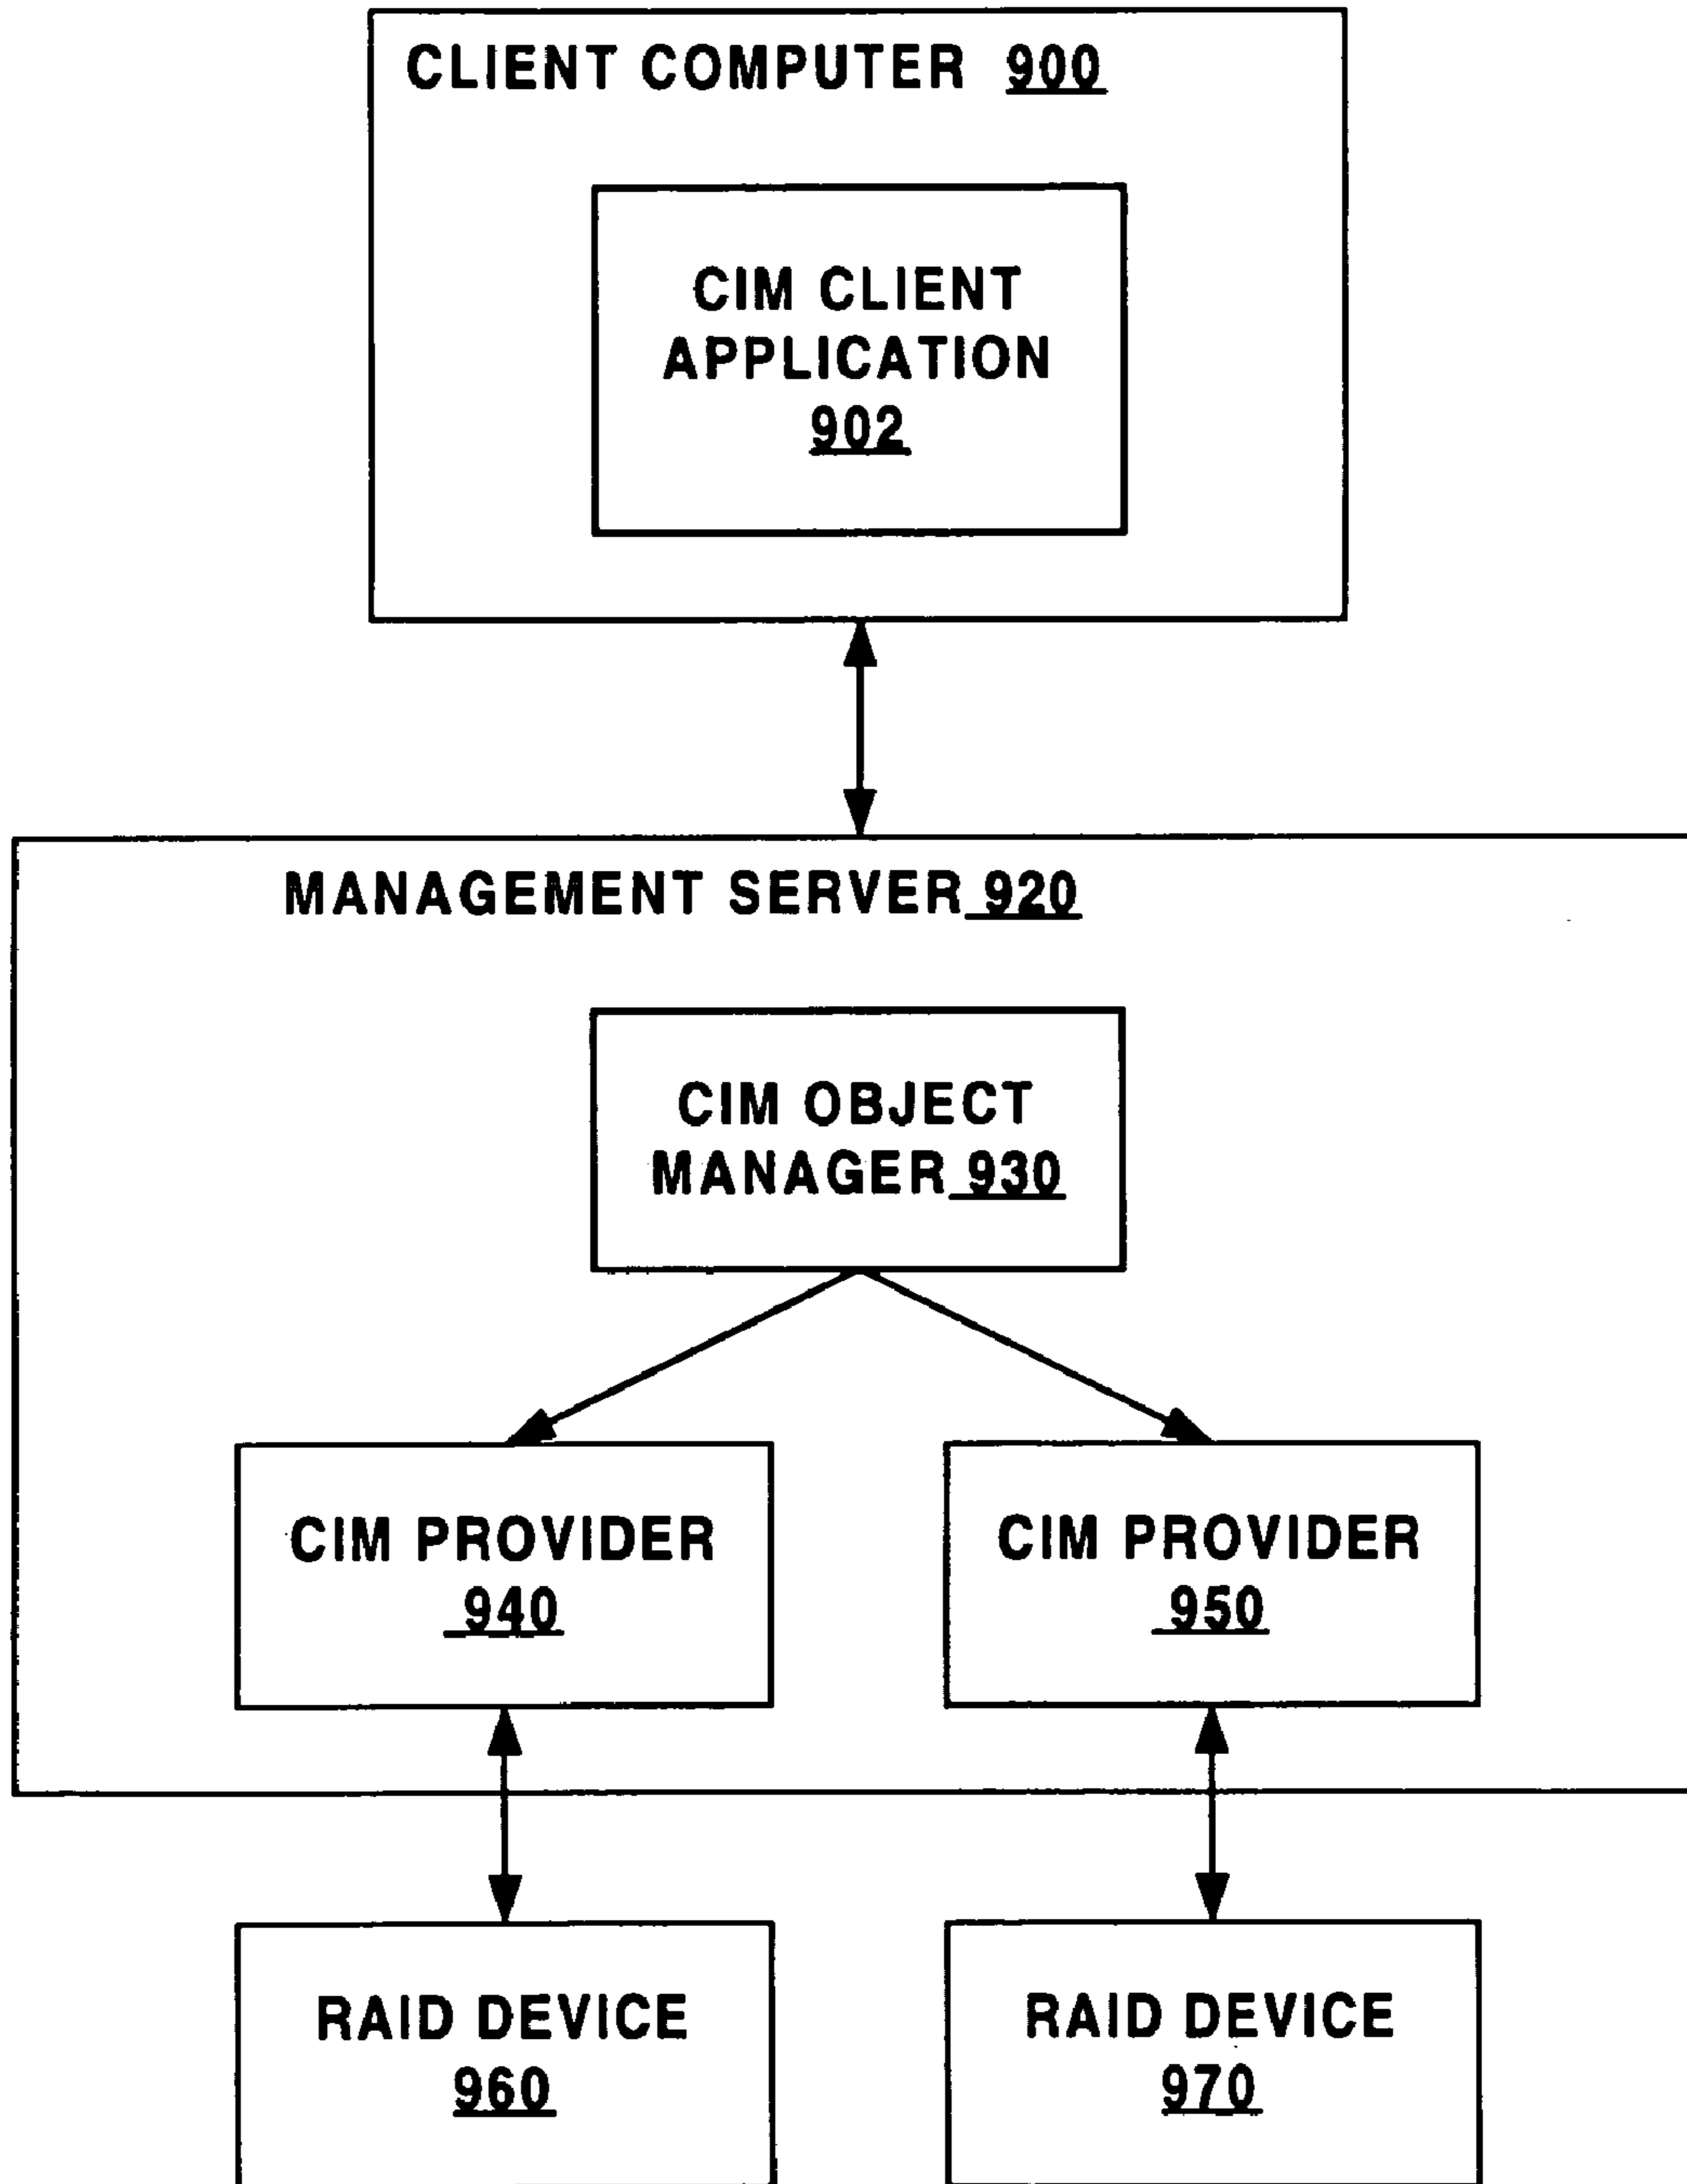 CLIENT COMPUTER 900
CIM CLIENT
APPLICATION
902
MANAGEMENT SERVER 920
CIM OBJECT
MANAGER 930
CIM PROVIDER
940
CIM PROVIDER
950
RAID DEVICE
960
RAID DEVICE
970